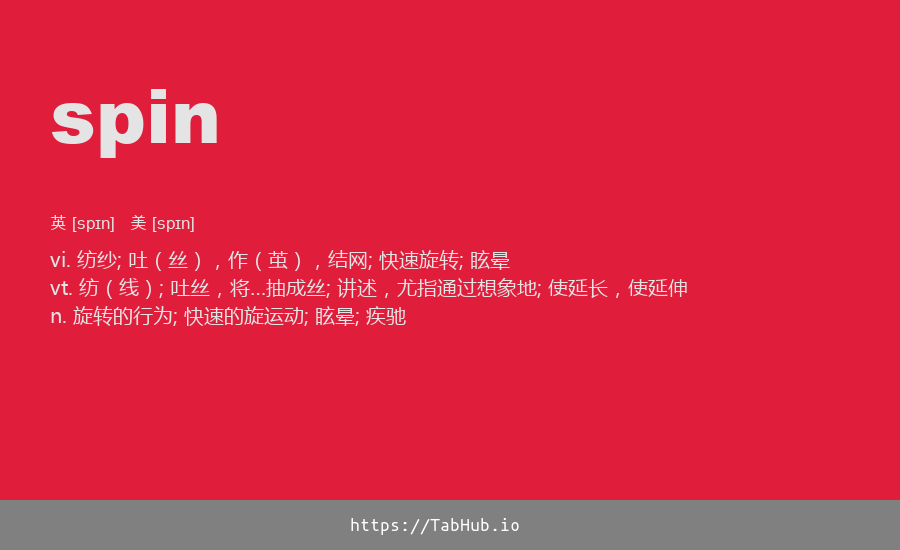 spin
英 [spɪn] 美 [spɪn]
vi. 纺纱; 吐（丝），作（茧），结网; 快速旋转; 眩晕
vt. 纺（线）; 吐丝，将...抽成丝; 讲述，尤指通过想象地; 使延长，使延伸
n. 旋转的行为; 快速的旋运动; 眩晕; 疾驰
https://TabHub.io